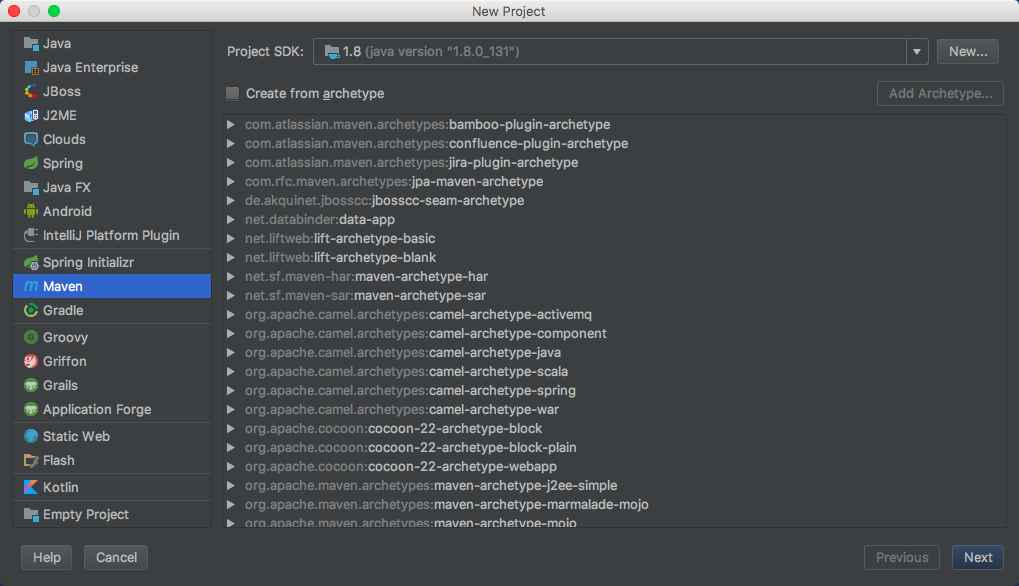 New Project
Java
Java Enterprise
JBoss
J2ME
Clouds
Spring
Java FX
Android
IntelliJ Platform Plugin
Spring Initializr
Maven
Gradle
Groovy
Griffon
Grails
Application Forge
Static Web
Flash
Kotlin
Empty Project
Project SDK: 1.8 (java version "1.8.0_131") New...
Create from archetype Add Archetype...
com.atlassian.maven.archetypes:bamboo-plugin-archetype
com.atlassian.maven.archetypes:confluence-plugin-archetype
com.atlassian.maven.archetypes:jira-plugin-archetype
com.rfc.maven.archetypes:jpa-maven-archetype
de.akquinet.jbosscc:jbosscc-seam-archetype
net.databinder:data-app
net.liftweb:lift-archetype-basic
net.liftweb:lift-archetype-blank
net.sf.maven-har:maven-archetype-har
net.sf.maven-sar:maven-archetype-sar
org.apache.camel.archetypes:camel-archetype-activemq
org.apache.camel.archetypes:camel-archetype-component
org.apache.camel.archetypes:camel-archetype-java
org.apache.camel.archetypes:camel-archetype-scala
org.apache.camel.archetypes:camel-archetype-spring
org.apache.camel.archetypes:camel-archetype-war
org.apache.cocoon:cocoon-22-archetype-block
org.apache.cocoon:cocoon-22-archetype-block-plain
org.apache.cocoon:cocoon-22-archetype-webapp
org.apache.maven.archetypes:maven-archetype-j2ee-simple
org.apache.maven.archetypes:maven-archetype-marmalade-mojo
org.apache.maven.archetypes:maven-archetype-mojo
Help Cancel Previous Next